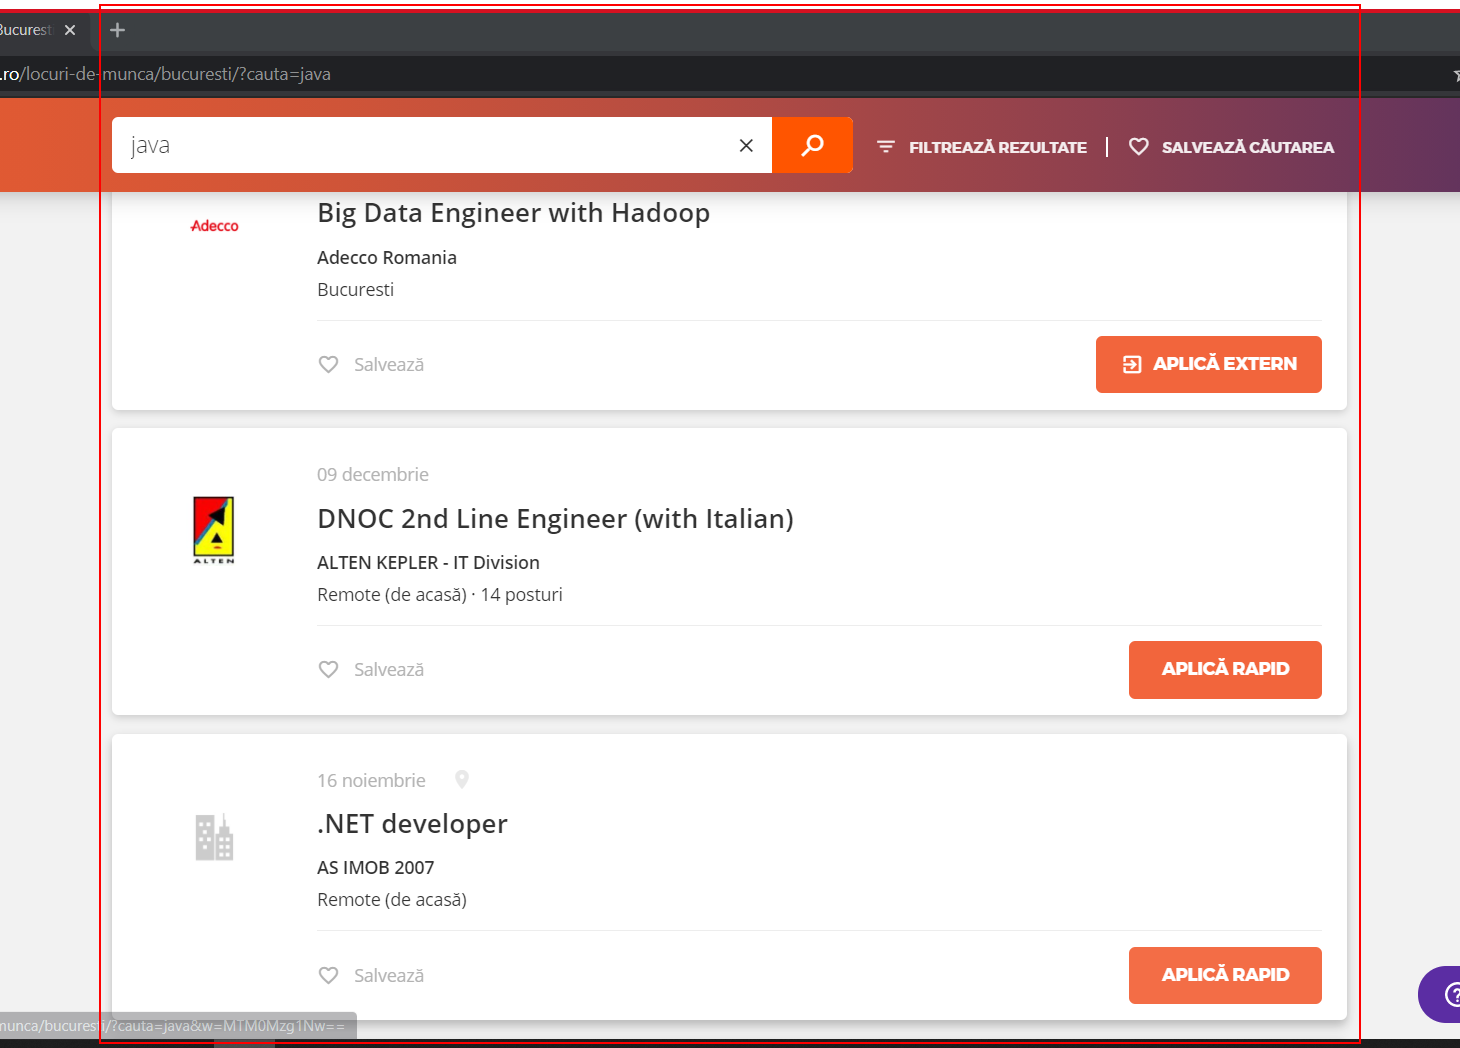 Bucuresti
.ro/locuri-de-munca/bucuresti/?cauta=java
java
FILTREAZĂ REZULTATE
SALVEAZĂ CĂUTAREA
Adecco
Big Data Engineer with Hadoop
Adecco Romania
Bucuresti
Salvează
APLICĂ EXTERN
09 decembrie
ALTEN
DNOC 2nd Line Engineer (with Italian)
ALTEN KEPLER - IT Division
Remote (de acasă) · 14 posturi
Salvează
APLICĂ RAPID
16 noiembrie
.NET developer
AS IMOB 2007
Remote (de acasă)
Salvează
APLICĂ RAPID
munca/bucuresti/?cauta=java&w=MTM0Mzg1Nw==